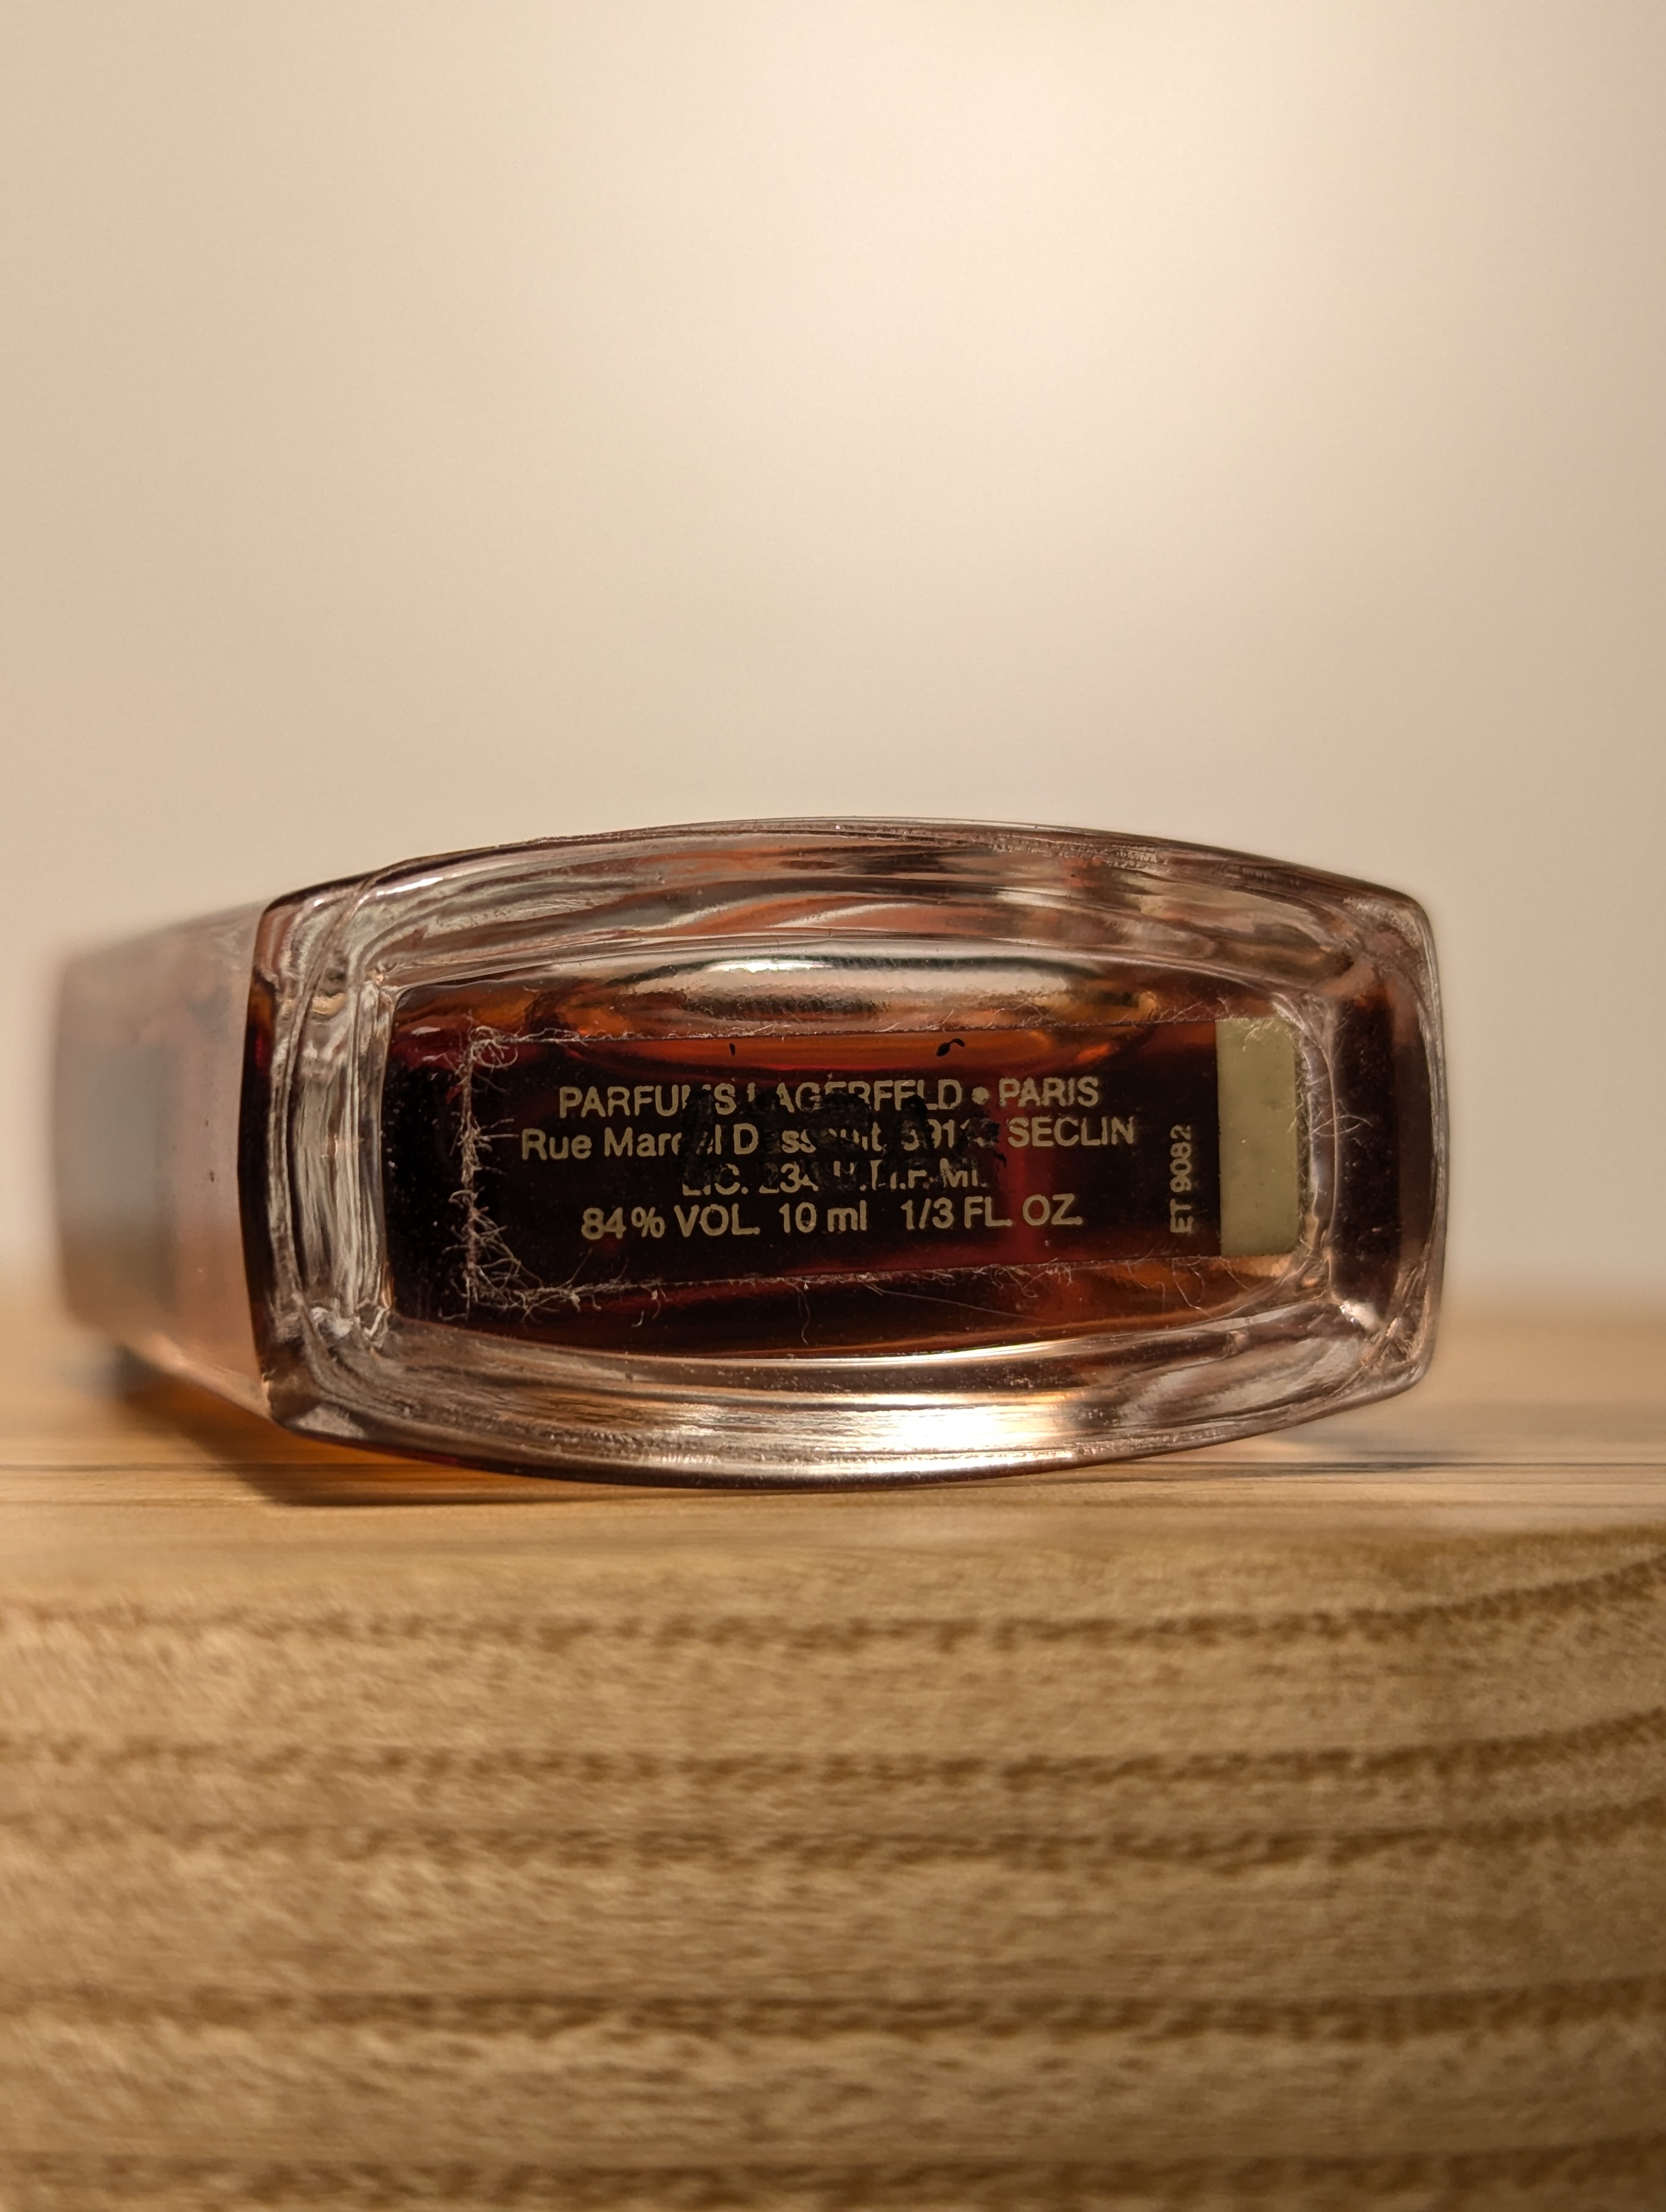 PARFUMS LAGERFELD • PARIS
Rue Marcel Dassault, SECLIN
LIC.
84% VOL. 10 ml 1/3 FL. OZ.
ET 9082